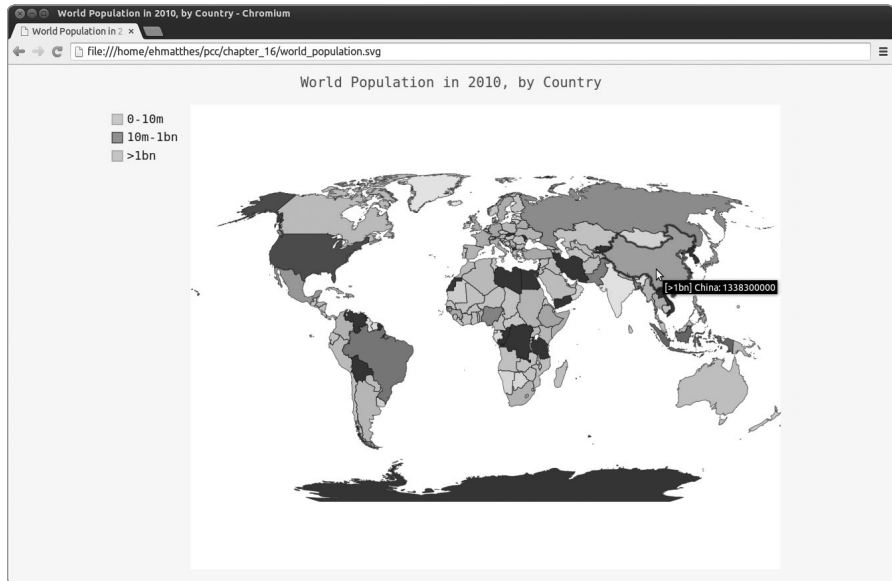 World Population in 2010, by Country - Chromium
World Population in 2
file:///home/ehmatthes/pcc/chapter_16/world_population.svg
World Population in 2010, by Country
0-10m
10m-1bn
>1bn
[>1bn] China: 1338300000